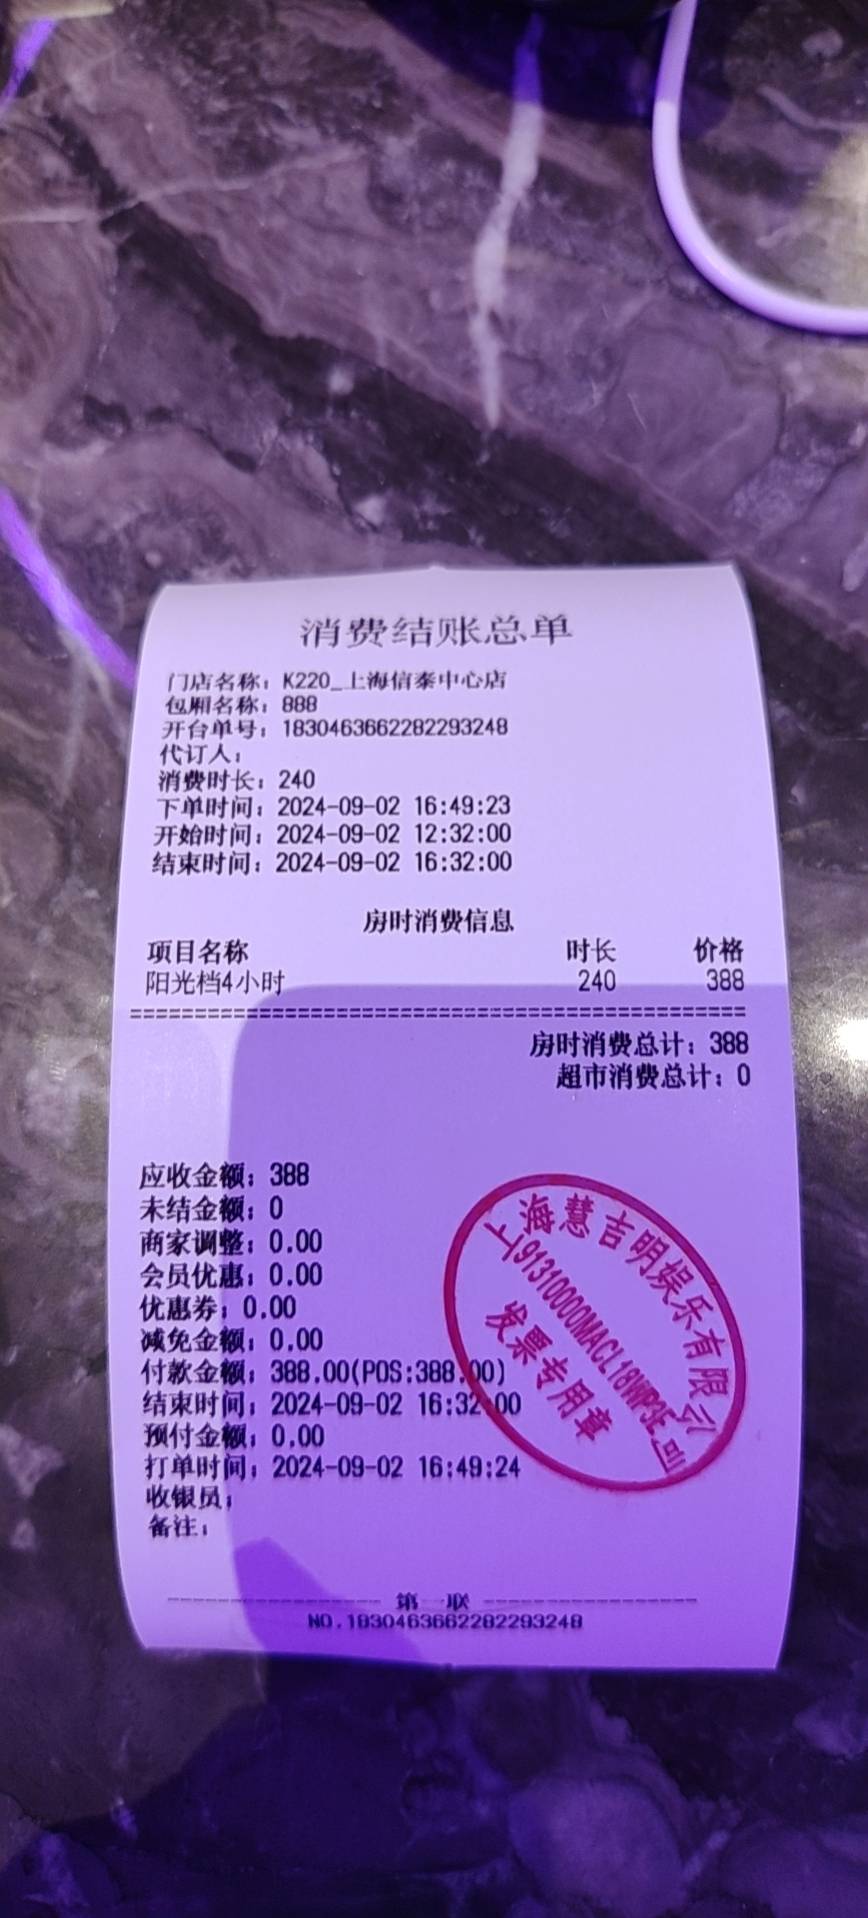 消费结账总单
门店名称：K220_上海信泰中心店
包厢名称：888
开台单号：1830463662282293248
代订人：
消费时长：240
下单时间：2024-09-02 16:49:23
开始时间：2024-09-02 12:32:00
结束时间：2024-09-02 16:32:00
房时消费信息
项目名称 时长 价格
阳光档4小时 240 388
房时消费总计：388
超市消费总计：0
应收金额：388
未结金额：0
商家调整：0.00
会员优惠：0.00
优惠券：0.00
减免金额：0.00
付款金额：388.00(POS:388.00)
结束时间：2024-09-02 16:32:00
预付金额：0.00
打单时间：2024-09-02 16:49:24
收银员：
备注：
上海慧吉明娱乐有限公司
91310000MACL18WP3E
发票专用章
第一联
NO.1830463662282293248